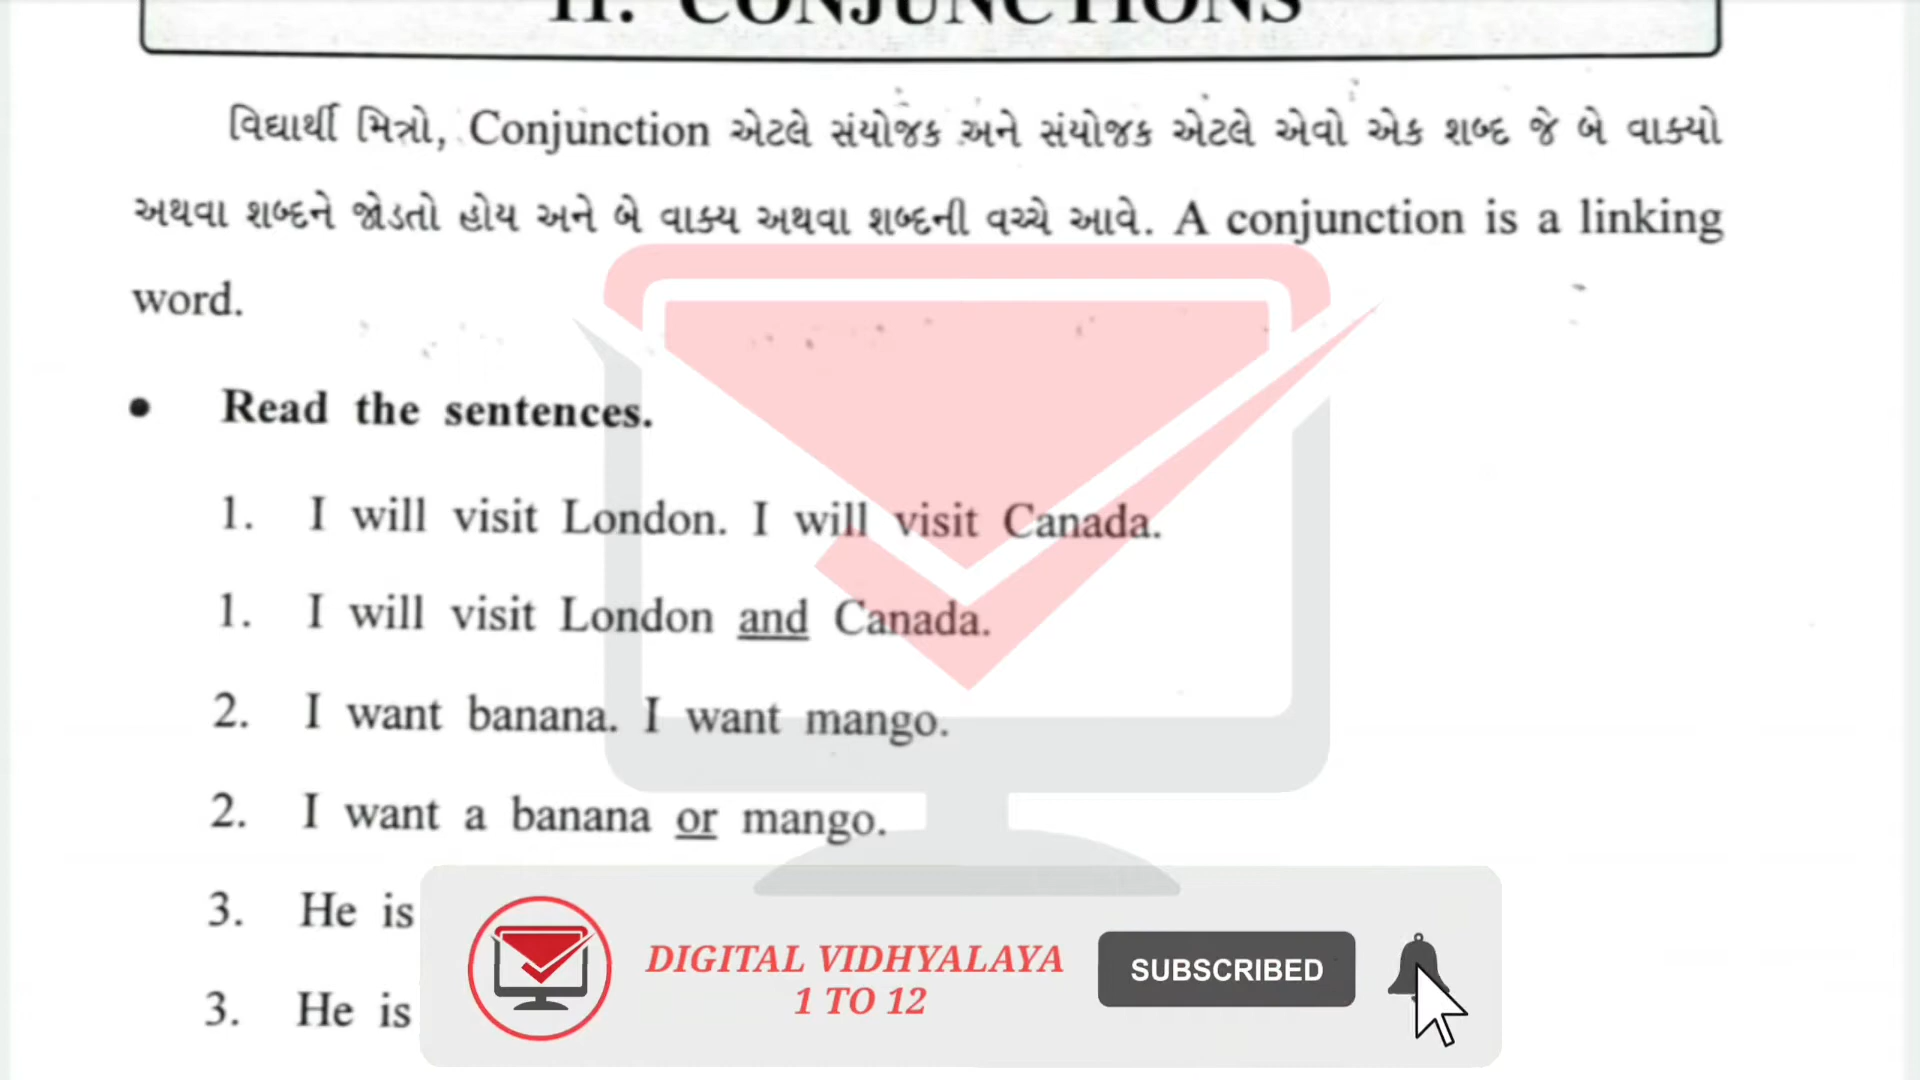 11. CONJUNCTIONS
વિદ્યાર્થી મિત્રો, Conjunction એટલે સંયોજક અને સંયોજક એટલે એવો એક શબ્દ જે બે વાક્યો
અથવા શબ્દને જોડતો હોય અને બે વાક્ય અથવા શબ્દની વચ્ચે આવે. A conjunction is a linking
word.
• Read the sentences.
1. I will visit London. I will visit Canada.
1. I will visit London and Canada.
2. I want banana. I want mango.
2. I want a banana or mango.
3. He is
3. He is
DIGITAL VIDHYALAYA
1 TO 12
SUBSCRIBED